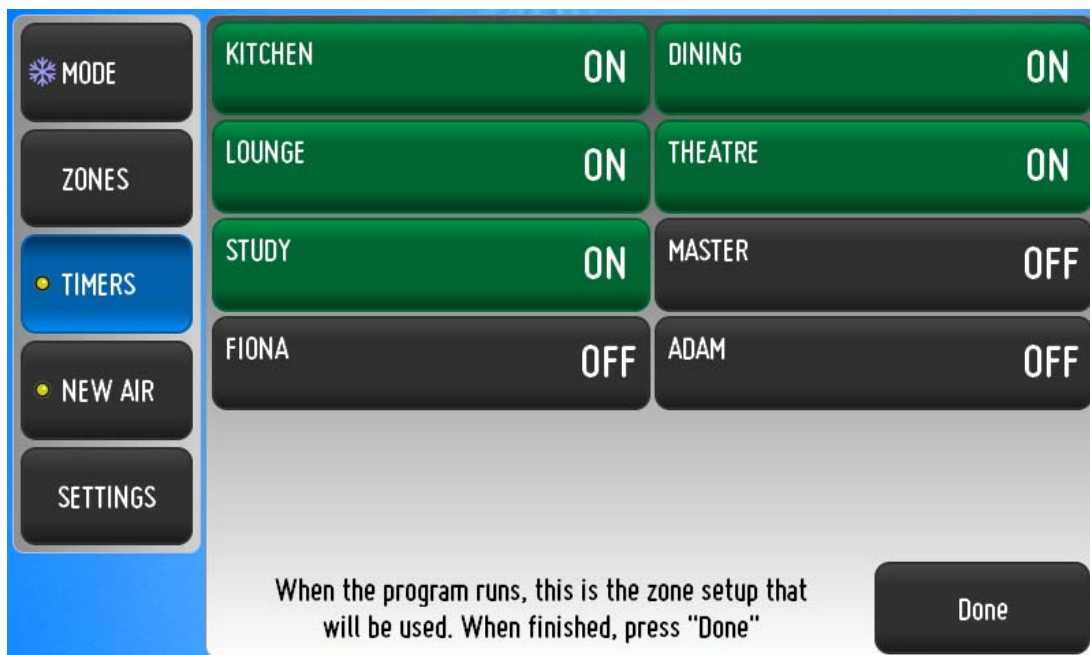 MODE
ZONES
TIMERS
NEW AIR
SETTINGS
KITCHEN ON
DINING ON
LOUNGE ON
THEATRE ON
STUDY ON
MASTER OFF
FIONA OFF
ADAM OFF
When the program runs, this is the zone setup that
will be used. When finished, press "Done"
Done